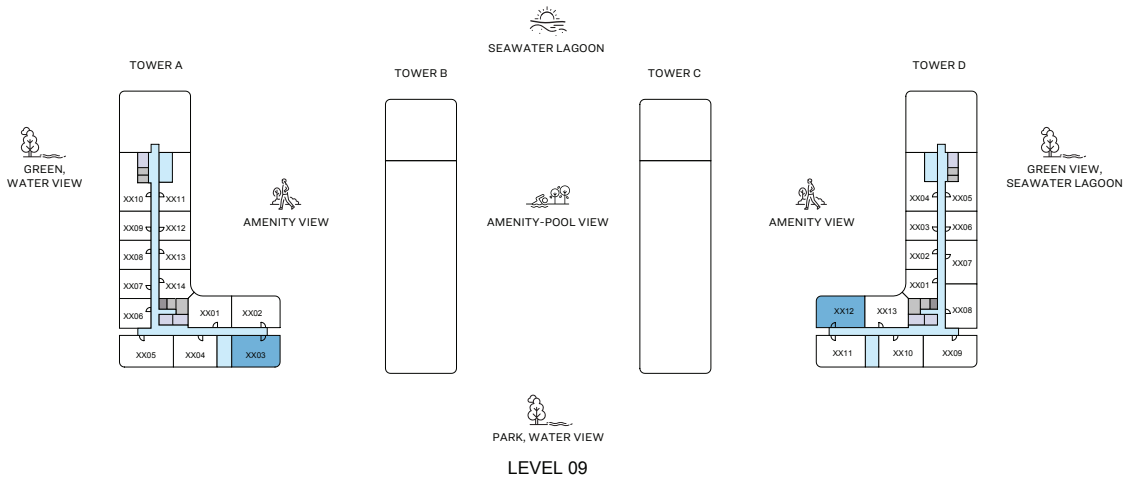 SEAWATER LAGOON
TOWER A
TOWER B
TOWER C
TOWER D
GREEN,
WATER VIEW
AMENITY VIEW
AMENITY-POOL VIEW
AMENITY VIEW
GREEN VIEW,
SEAWATER LAGOON
XX10 XX11
XX09 XX12
XX08 XX13
XX07 XX14
XX06 XX01 XX02
XX05 XX04 XX03
XX04 XX05
XX03 XX06
XX02 XX07
XX01
XX12 XX13 XX08
XX11 XX10 XX09
PARK, WATER VIEW
LEVEL 09